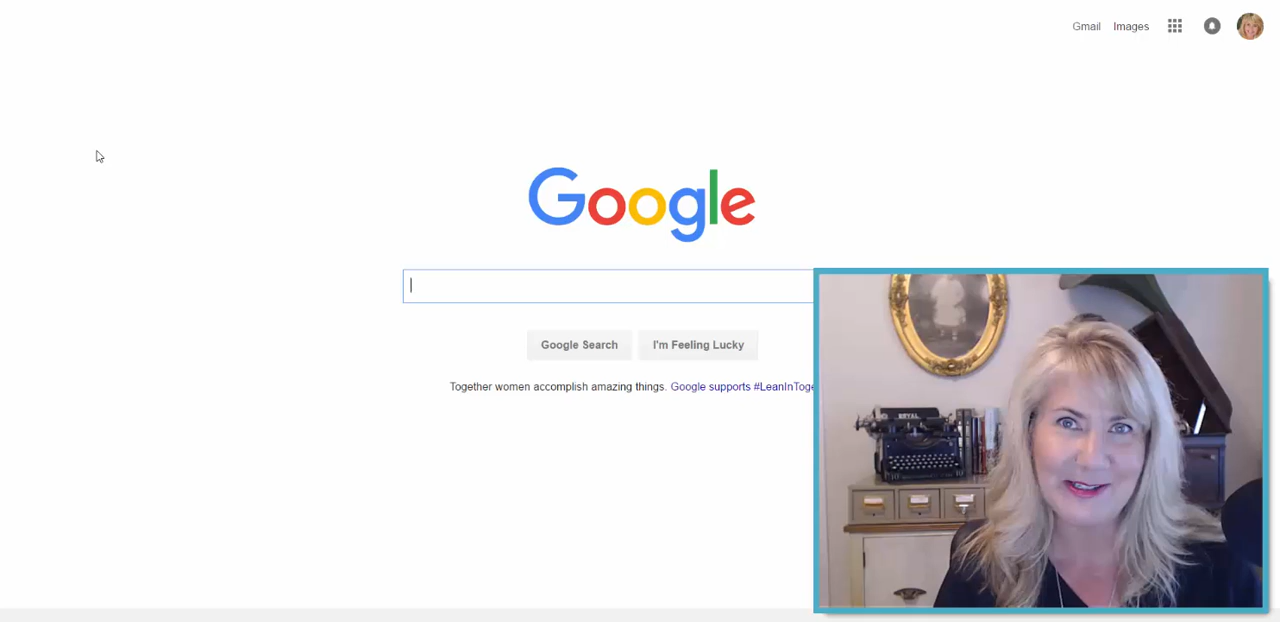 Gmail Images
Google
Google Search I'm Feeling Lucky
Together women accomplish amazing things. Google supports #LeanInToge
ROYAL